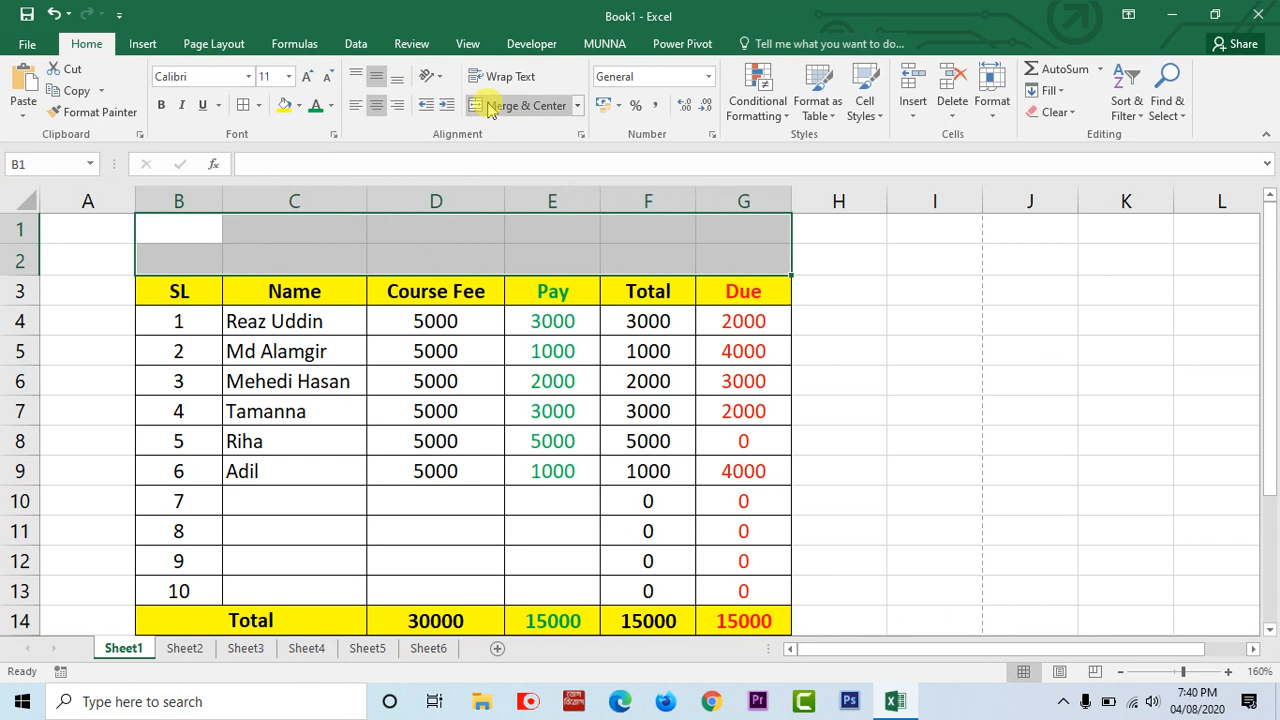 Book1 - Excel
File Home Insert Page Layout Formulas Data Review View Developer MUNNA Power Pivot Tell me what you want to do... Share
Paste Cut Copy Format Painter Clipboard
Calibri 11 A A B I U A Font
Wrap Text Merge & Center Alignment
General % , Number
Conditional Formatting Format as Table Cell Styles Styles
Insert Delete Format Cells
AutoSum Fill Clear Sort & Filter Find & Select Editing
B1 fx
A B C D E F G H I J K L
1
2
3 SL Name Course Fee Pay Total Due
4 1 Reaz Uddin 5000 3000 3000 2000
5 2 Md Alamgir 5000 1000 1000 4000
6 3 Mehedi Hasan 5000 2000 2000 3000
7 4 Tamanna 5000 3000 3000 2000
8 5 Riha 5000 5000 5000 0
9 6 Adil 5000 1000 1000 4000
10 7 0 0
11 8 0 0
12 9 0 0
13 10 0 0
14 Total 30000 15000 15000 15000
Sheet1 Sheet2 Sheet3 Sheet4 Sheet5 Sheet6
Ready 160%
Type here to search Pr Ps 7:40 PM
04/08/2020